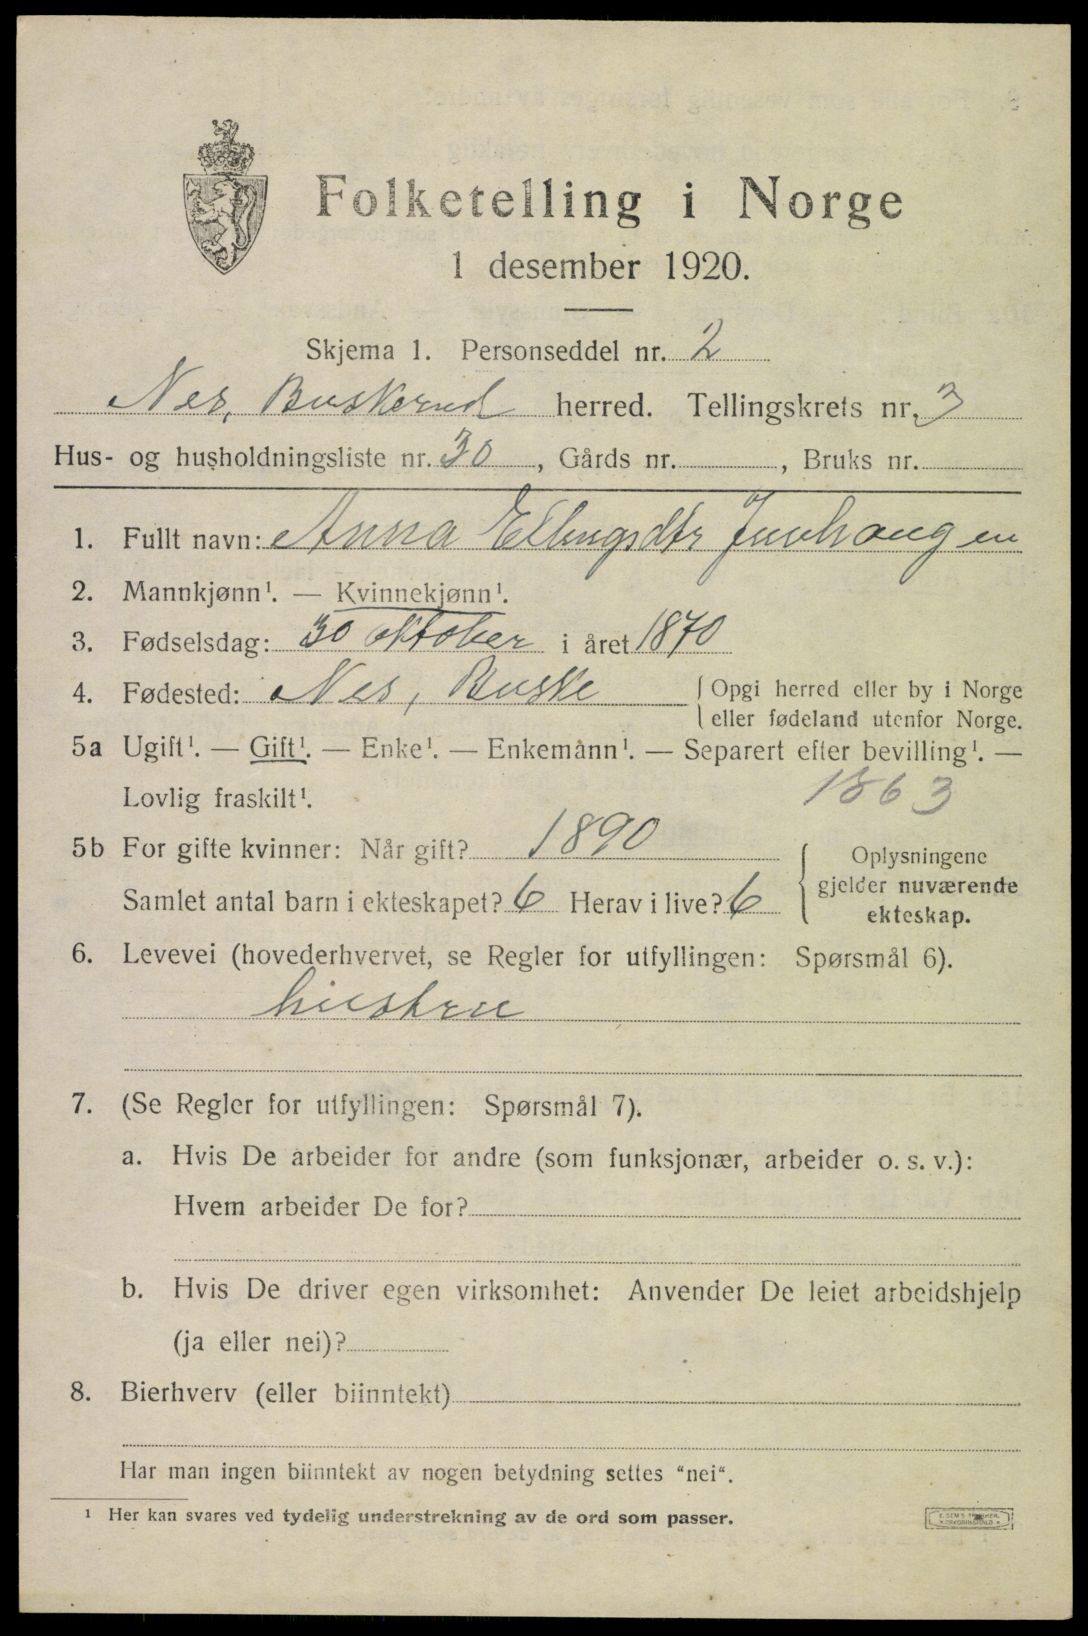 Folketelling i Norge
1 desember 1920.
Skjema 1. Personseddel nr. 2
Nes, Buskerud herred. Tellingskrets nr. 3
Hus- og husholdningsliste nr. 30, Gårds nr. , Bruks nr.
1. Fullt navn: Anna Ellingsdtr Juvhaugen
2. Mannkjønn¹. — Kvinnekjønn¹.
3. Fødselsdag: 30 oktober i året 1870
4. Fødested: Nes, Buske { Opgi herred eller by i Norge
eller fødeland utenfor Norge.
5a Ugift¹. — Gift¹. — Enke¹. — Enkemann¹. — Separert efter bevilling¹. —
Lovlig fraskilt¹. 1863
5b For gifte kvinner: Når gift? 1890
Samlet antal barn i ekteskapet? 6 Herav i live? 6
{ Oplysningene
gjelder nuværende
ekteskap.
6. Levevei (hovederhvervet, se Regler for utfyllingen: Spørsmål 6).
hustru
7. (Se Regler for utfyllingen: Spørsmål 7).
a. Hvis De arbeider for andre (som funksjonær, arbeider o. s. v.):
Hvem arbeider De for?
b. Hvis De driver egen virksomhet: Anvender De leiet arbeidshjelp
(ja eller nei)?
8. Bierhverv (eller biinntekt)
Har man ingen biinntekt av nogen betydning settes "nei".
¹ Her kan svares ved tydelig understrekning av de ord som passer.